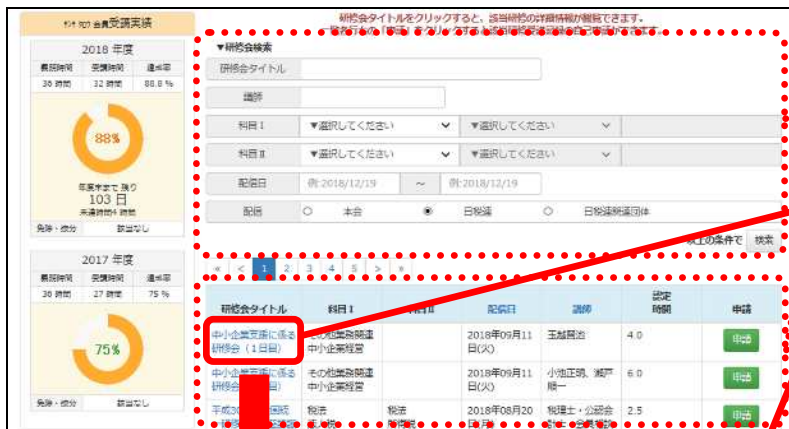 会員受講実績
2018 年度
義務時間 受講時間 達成率
36 時間 32 時間 88.8 %
88%
年度末まで 残り
103 日
未達時間4 時間
免除・按分 該当なし
2017 年度
義務時間 受講時間 達成率
36 時間 27 時間 75 %
75%
免除・按分 該当なし
研修会タイトルをクリックすると、該当研修の詳細情報が閲覧できます。
▼研修会検索
研修会タイトル
講師
科目Ⅰ ▼選択してください ▼選択してください
科目Ⅱ ▼選択してください ▼選択してください
配信日 例:2018/12/19 ～ 例:2018/12/19
配信 本会 日税連 日税連税理団体
以上の条件で 検索
« < 1 2 3 4 5 > »
研修会タイトル 科目Ⅰ 科目Ⅱ 配信日 講師 認定時間 申請
中小企業支援に係る研修会（1日目） その他業務関連 中小企業経営 2018年09月11日(火) 玉越賢治 4.0 申請
中小企業支援に係る その他業務関連 中小企業経営 2018年09月11日(火) 小池正明、瀬戸順一 6.0 申請
税法 税法 2018年08月20 税理士・公認会 2.5 申請